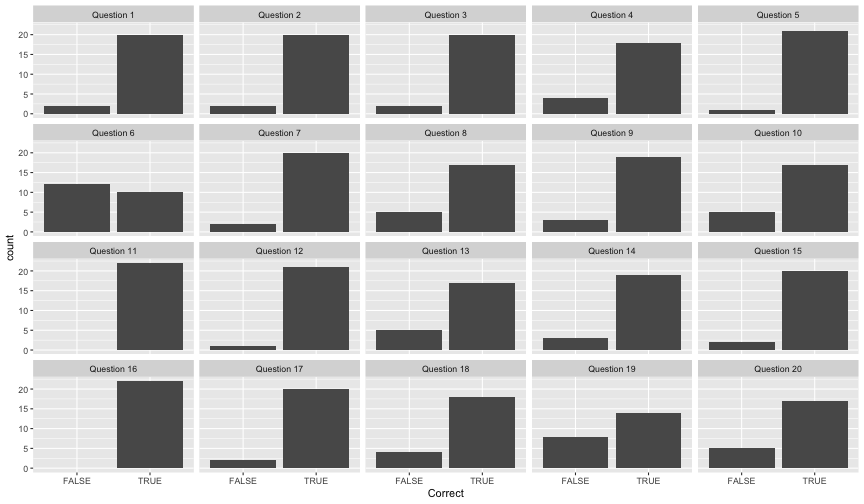 Question 1 Question 2 Question 3 Question 4 Question 5
20
15
10
5
0
Question 6 Question 7 Question 8 Question 9 Question 10
20
15
10
5
0
count
Question 11 Question 12 Question 13 Question 14 Question 15
20
15
10
5
0
Question 16 Question 17 Question 18 Question 19 Question 20
20
15
10
5
0
FALSE TRUE FALSE TRUE FALSE TRUE FALSE TRUE FALSE TRUE
Correct